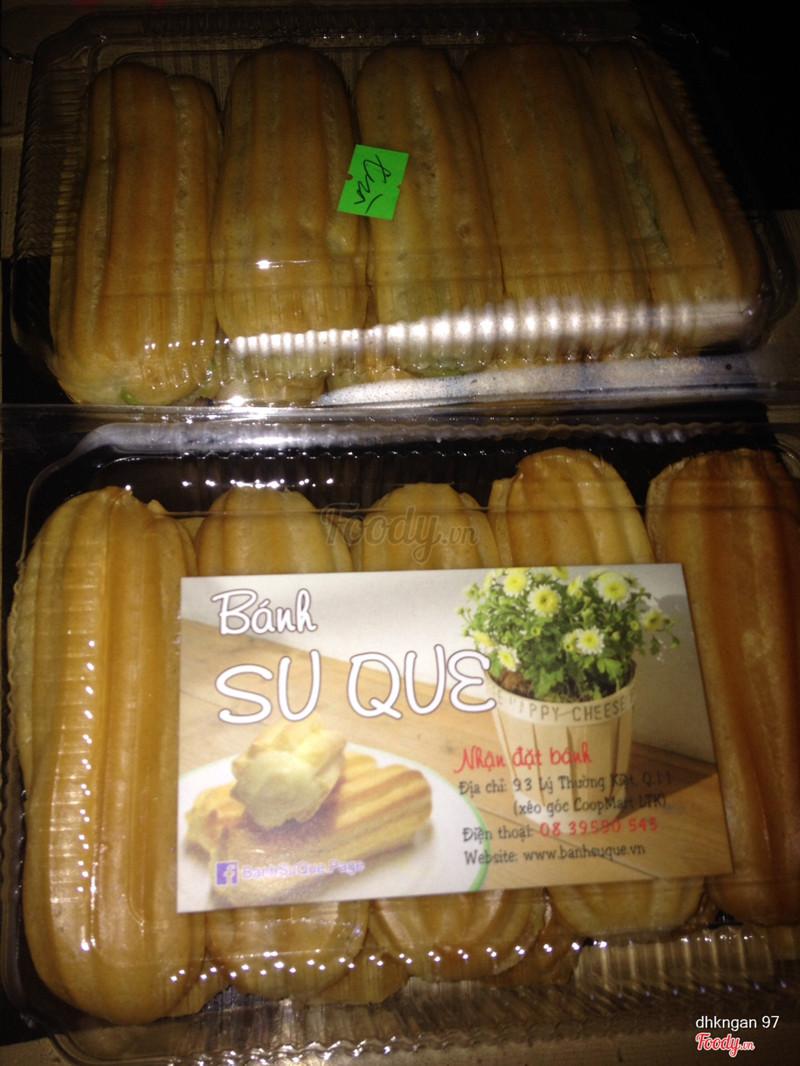 Foody.vn
Bánh
SU QUE
HAPPY CHEESE
Nhận đặt bánh
Địa chỉ: 93 Lý Thường Kiệt, Q.11
(xéo góc CoopMart LTK)
Điện thoại: 08 39590 545
Website: www.banhsuque.vn
BanhSuQue.Page
dhkngan 97
Foody.vn